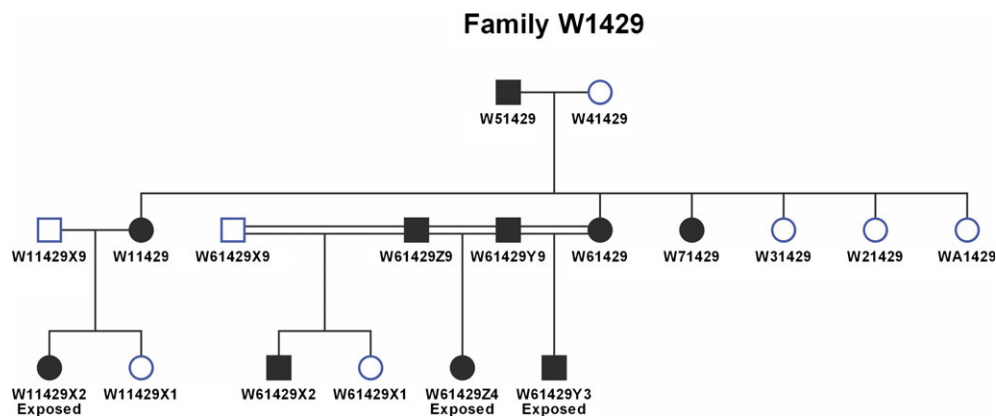 Family W1429
W51429
W41429
W11429X9
W11429
W61429X9
W61429Z9
W61429Y9
W61429
W71429
W31429
W21429
WA1429
W11429X2
Exposed
W11429X1
W61429X2
W61429X1
W61429Z4
Exposed
W61429Y3
Exposed